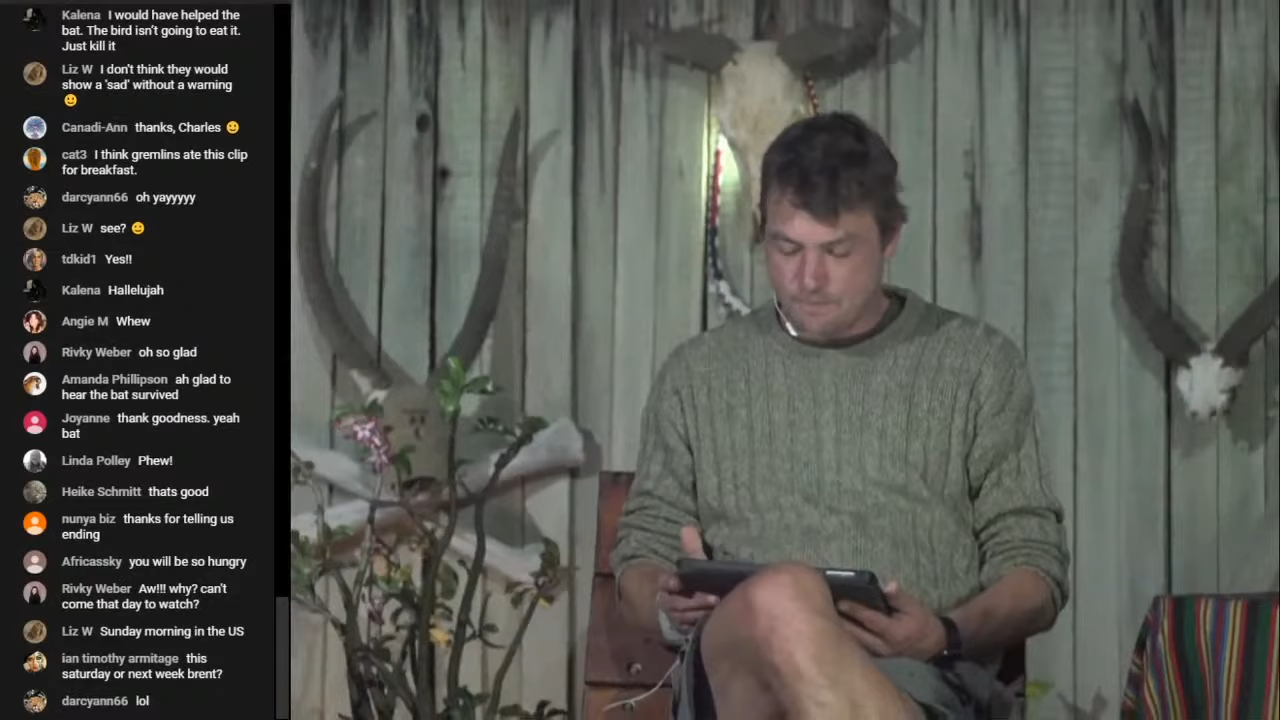 Kalena I would have helped the
bat. The bird isn't going to eat it.
Just kill it
Liz W I don't think they would
show a 'sad' without a warning
Canadi-Ann thanks, Charles
cat3 I think gremlins ate this clip
for breakfast.
darcyann66 oh yayyyyy
Liz W see?
tdkid1 Yes!!
Kalena Hallelujah
Angie M Whew
Rivky Weber oh so glad
Amanda Phillipson ah glad to
hear the bat survived
Joyanne thank goodness. yeah
bat
Linda Polley Phew!
Heike Schmitt thats good
nunya biz thanks for telling us
ending
Africassky you will be so hungry
Rivky Weber Aw!!! why? can't
come that day to watch?
Liz W Sunday morning in the US
ian timothy armitage this
saturday or next week brent?
darcyann66 lol